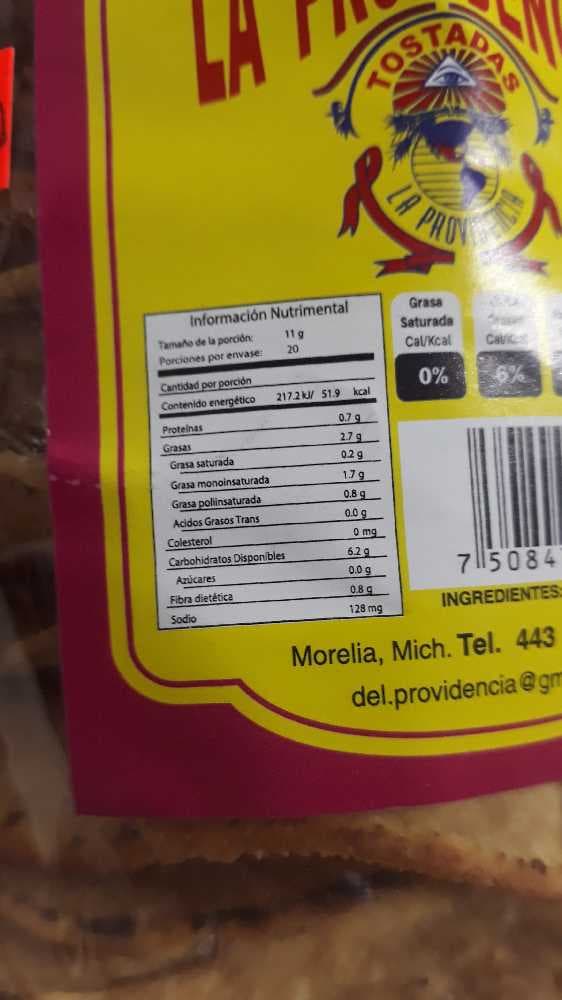 LA
TOSTADAS
LA PROVIDENCIA
Información Nutrimental
Tamaño de la porción: 11 g
Porciones por envase: 20
Cantidad por porción
Contenido energético 217.2 kJ/ 51.9 kcal
Proteínas 0.7 g
Grasas 2.7 g
Grasa saturada 0.2 g
Grasa monoinsaturada 1.7 g
Grasa poliinsaturada 0.8 g
Acidos Grasos Trans 0.0 g
Colesterol 0 mg
Carbohidratos Disponibles 6.2 g
Azúcares 0.0 g
Fibra dietética 0.8 g
Sodio 128 mg
Grasa
Saturada
Cal/Kcal
0%
6%
7 5084
INGREDIENTES:
Morelia, Mich. Tel. 443
del.providencia@gm